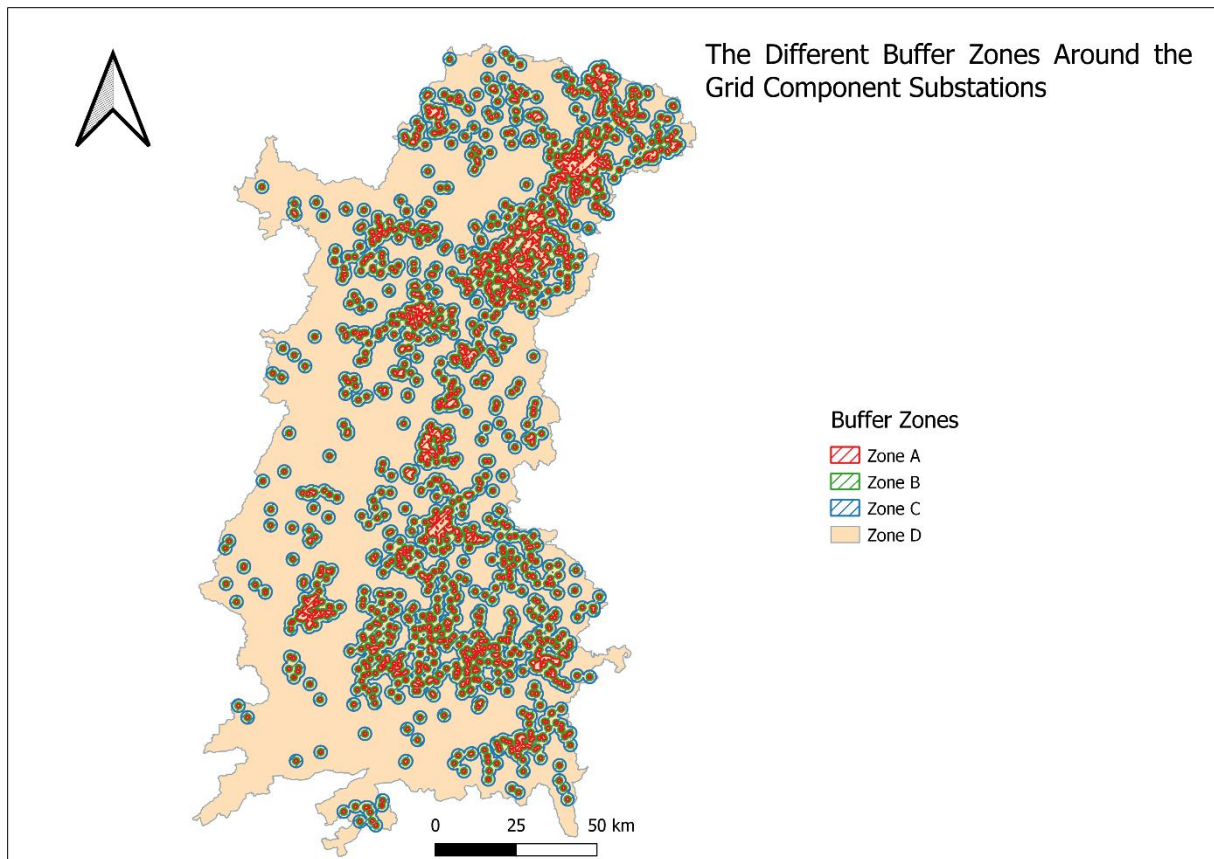 The Different Buffer Zones Around the
Grid Component Substations
Buffer Zones
Zone A
Zone B
Zone C
Zone D
0 25 50 km